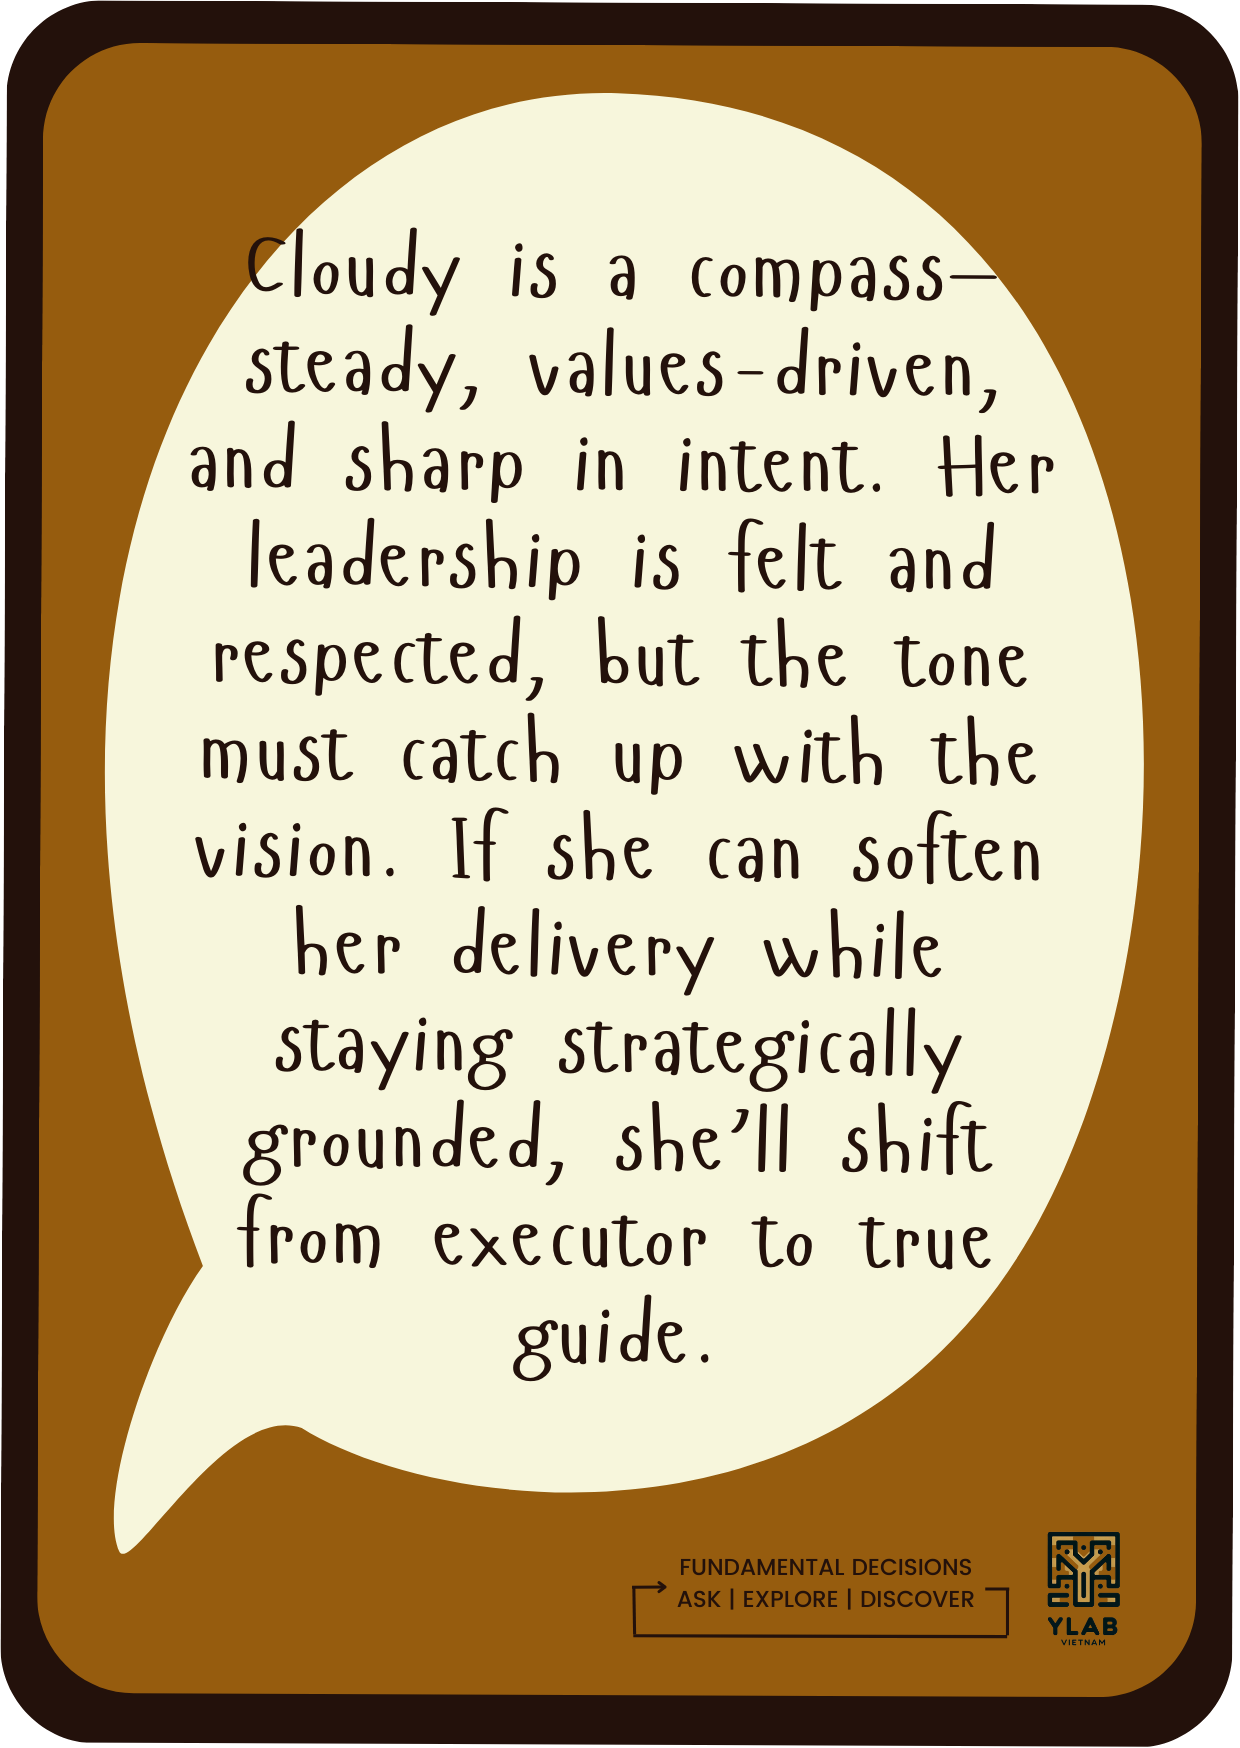 Cloudy is a compass—
steady, values-driven,
and sharp in intent. Her
leadership is felt and
respected, but the tone
must catch up with the
vision. If she can soften
her delivery while
staying strategically
grounded, she’ll shift
from executor to true
guide.
FUNDAMENTAL DECISIONS
ASK | EXPLORE | DISCOVER
YLAB
VIETNAM